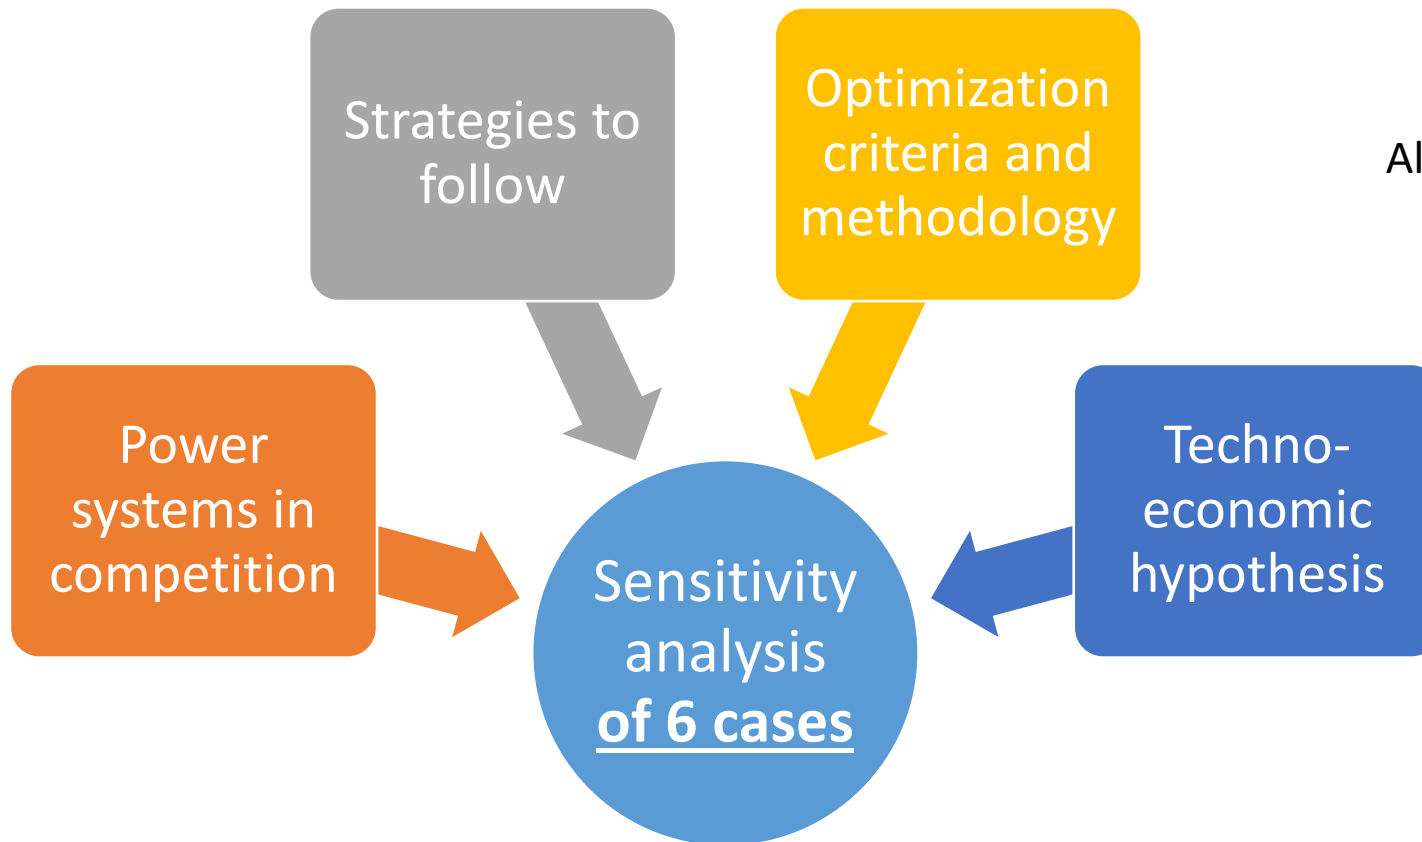 Strategies to
follow
Optimization
criteria and
methodology
Al
Power
systems in
competition
Techno-
economic
hypothesis
Sensitivity
analysis
of 6 cases